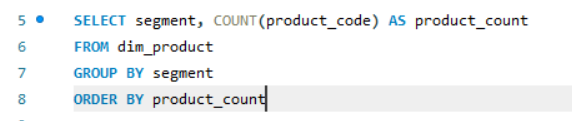 5 SELECT segment, COUNT(product_code) AS product_count
6 FROM dim_product
7 GROUP BY segment
8 ORDER BY product_count